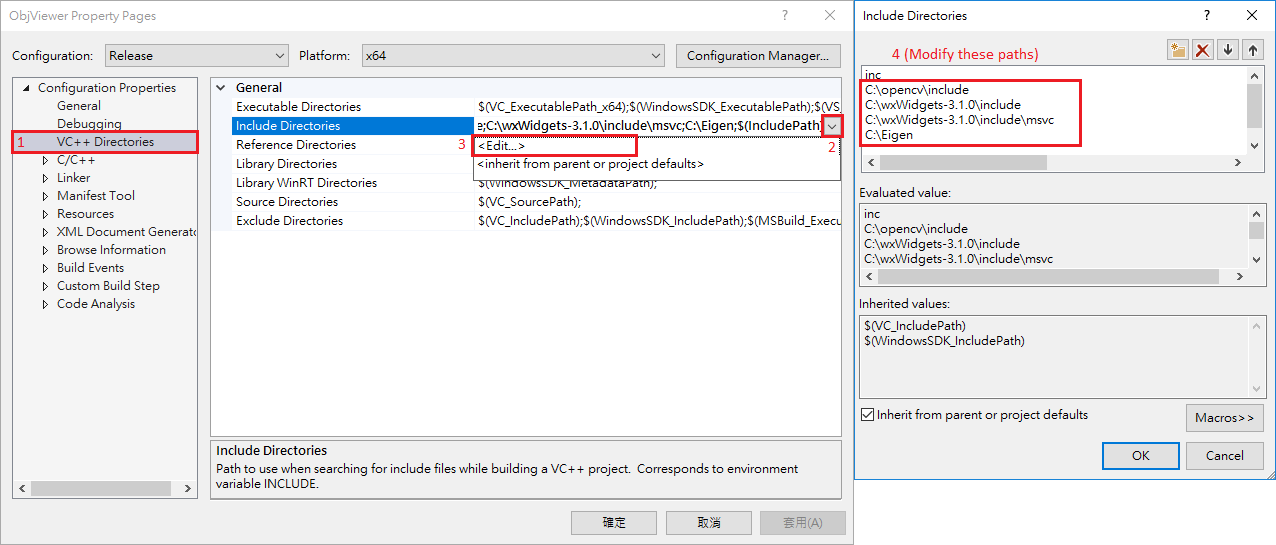 ObjViewer Property Pages
?
Configuration:
Release
Platform:
x64
Configuration Manager...
Configuration Properties
General
Debugging
1
VC++ Directories
C/C++
Linker
Manifest Tool
Resources
XML Document Generato
Browse Information
Build Events
Custom Build Step
Code Analysis
General
Executable Directories
$(VC_ExecutablePath_x64);$(WindowsSDK_ExecutablePath);$(VS_
Include Directories
e;C:\wxWidgets-3.1.0\include\msvc;C:\Eigen;$(IncludePath)
2
Reference Directories
3
<Edit...>
Library Directories
<inherit from parent or project defaults>
Library WinRT Directories
$(WindowsSDK_MetadataPath);
Source Directories
$(VC_SourcePath);
Exclude Directories
$(VC_IncludePath);$(WindowsSDK_IncludePath);$(MSBuild_Execu
Include Directories
Path to use when searching for include files while building a VC++ project. Corresponds to environment
variable INCLUDE.
確定
取消
套用(A)
Include Directories
?
4 (Modify these paths)
inc
C:\opencv\include
C:\wxWidgets-3.1.0\include
C:\wxWidgets-3.1.0\include\msvc
C:\Eigen
Evaluated value:
inc
C:\opencv\include
C:\wxWidgets-3.1.0\include
C:\wxWidgets-3.1.0\include\msvc
Inherited values:
$(VC_IncludePath)
$(WindowsSDK_IncludePath)
Inherit from parent or project defaults
Macros>>
OK
Cancel